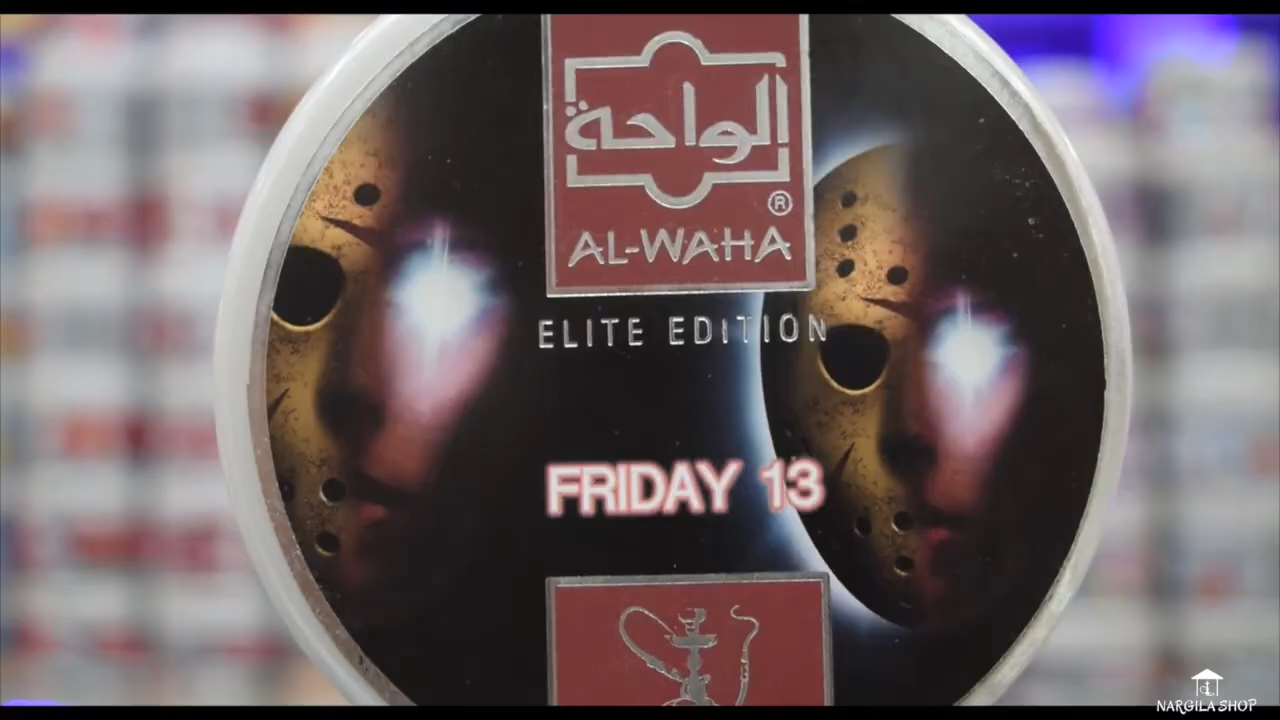 الواحة
®
AL-WAHA
ELITE EDITION
FRIDAY 13
NARGILA SHOP